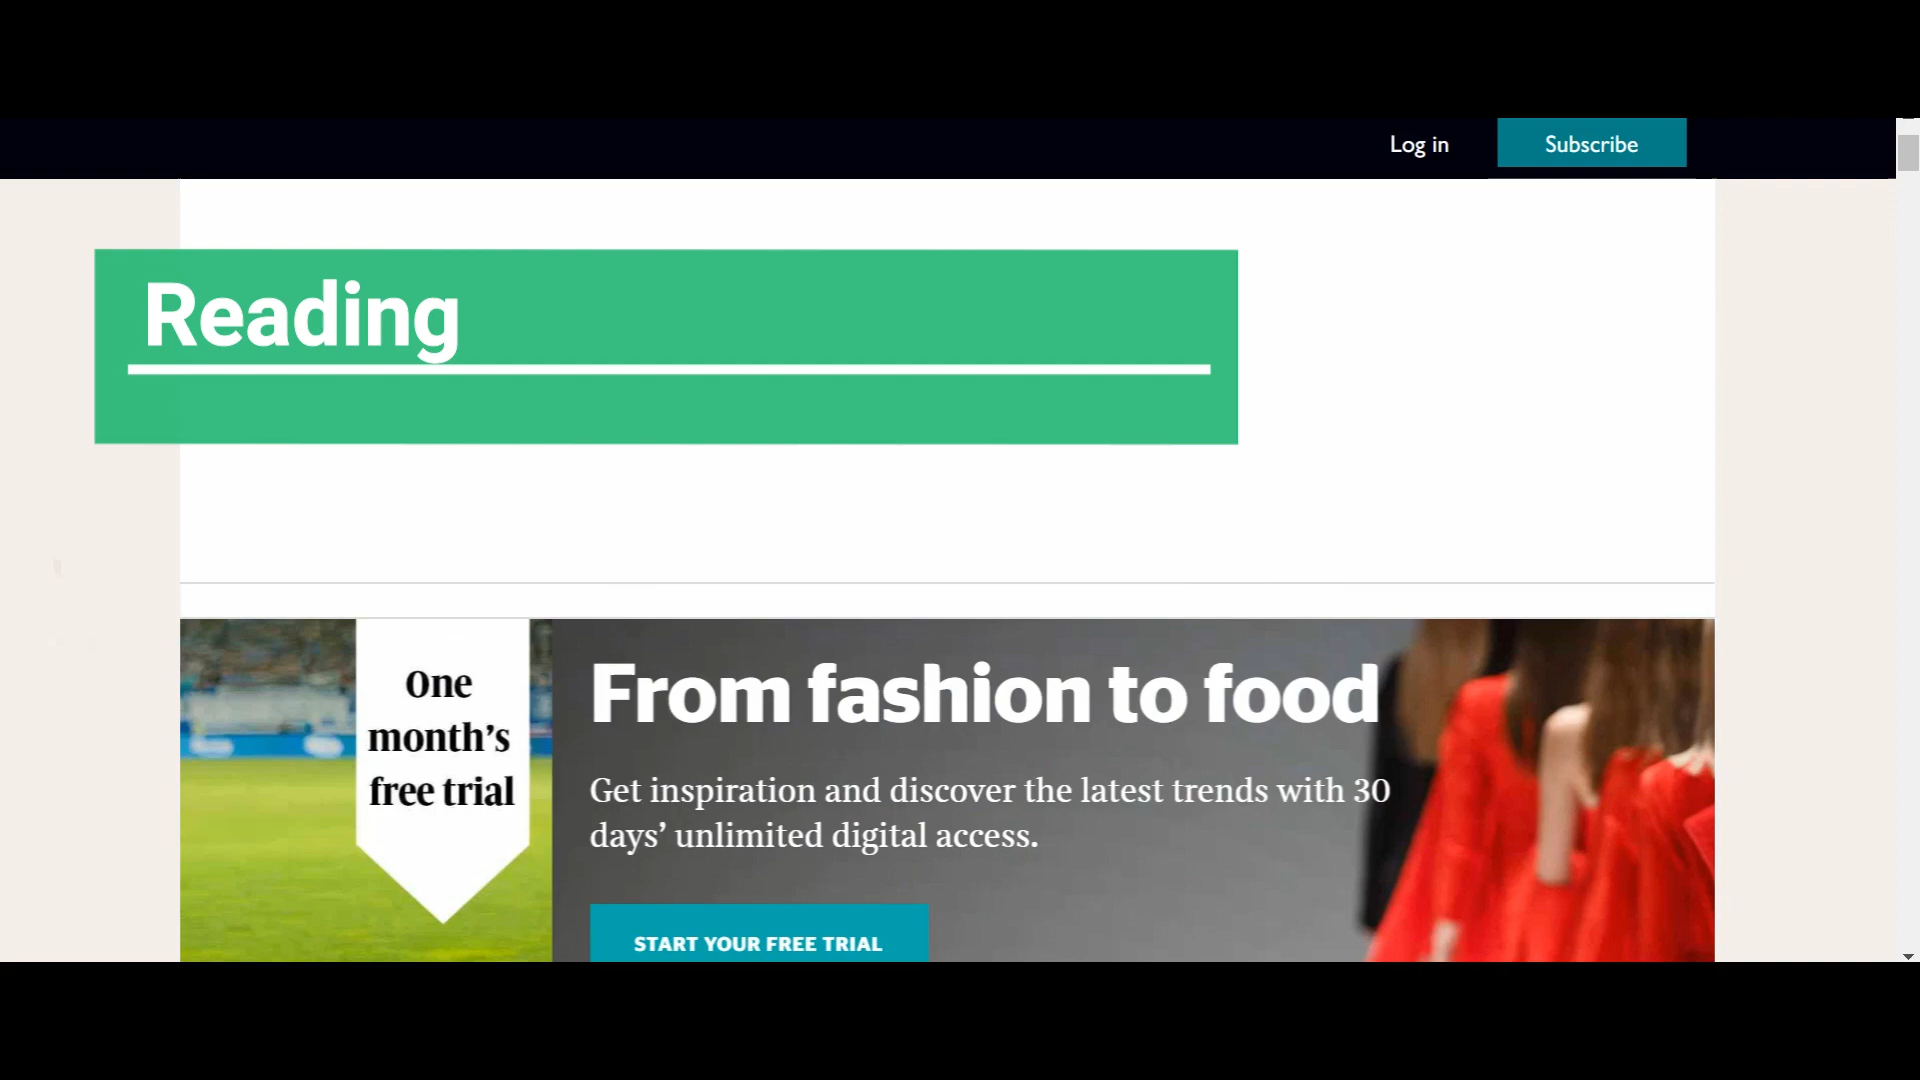 Log in
Subscribe
Reading
One
month’s
free trial
From fashion to food
Get inspiration and discover the latest trends with 30
days’ unlimited digital access.
START YOUR FREE TRIAL